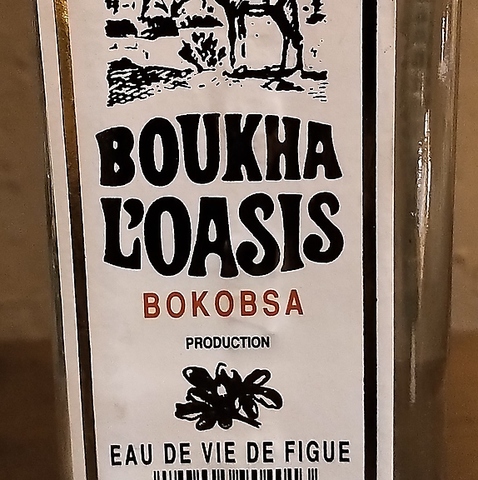 BOUKHA
L'OASIS
BOKOBSA
PRODUCTION
EAU DE VIE DE FIGUE